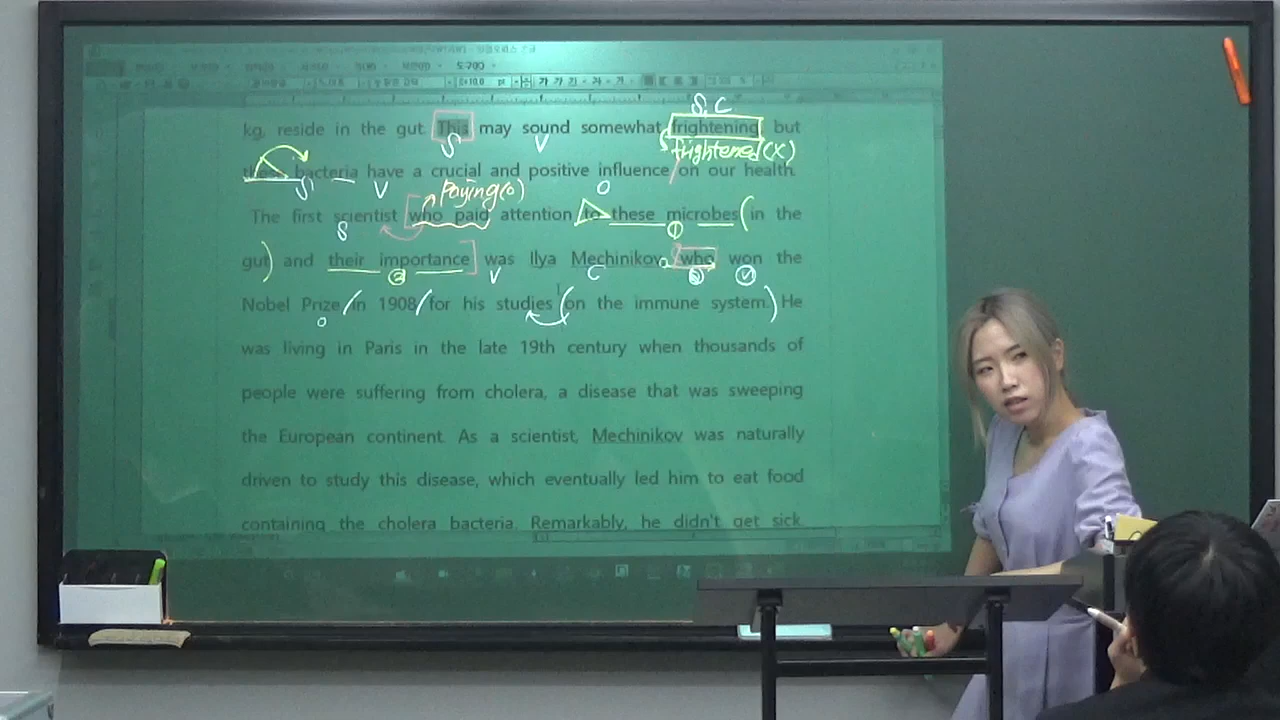 S.C
kg, reside in the gut. This may sound somewhat frightening, but
S V frightened (X)
these bacteria have a crucial and positive influence on our health.
S V paying(o) O
The first scientist who paid attention to these microbes in the
S ①
gut) and their importance was Ilya Mechinikov, who won the
② V C Ⓢ Ⓥ
Nobel Prize in 1908 for his studies (on the immune system.) He
o
was living in Paris in the late 19th century when thousands of
people were suffering from cholera, a disease that was sweeping
the European continent. As a scientist, Mechinikov was naturally
driven to study this disease, which eventually led him to eat food
containing the cholera bacteria. Remarkably, he didn't get sick